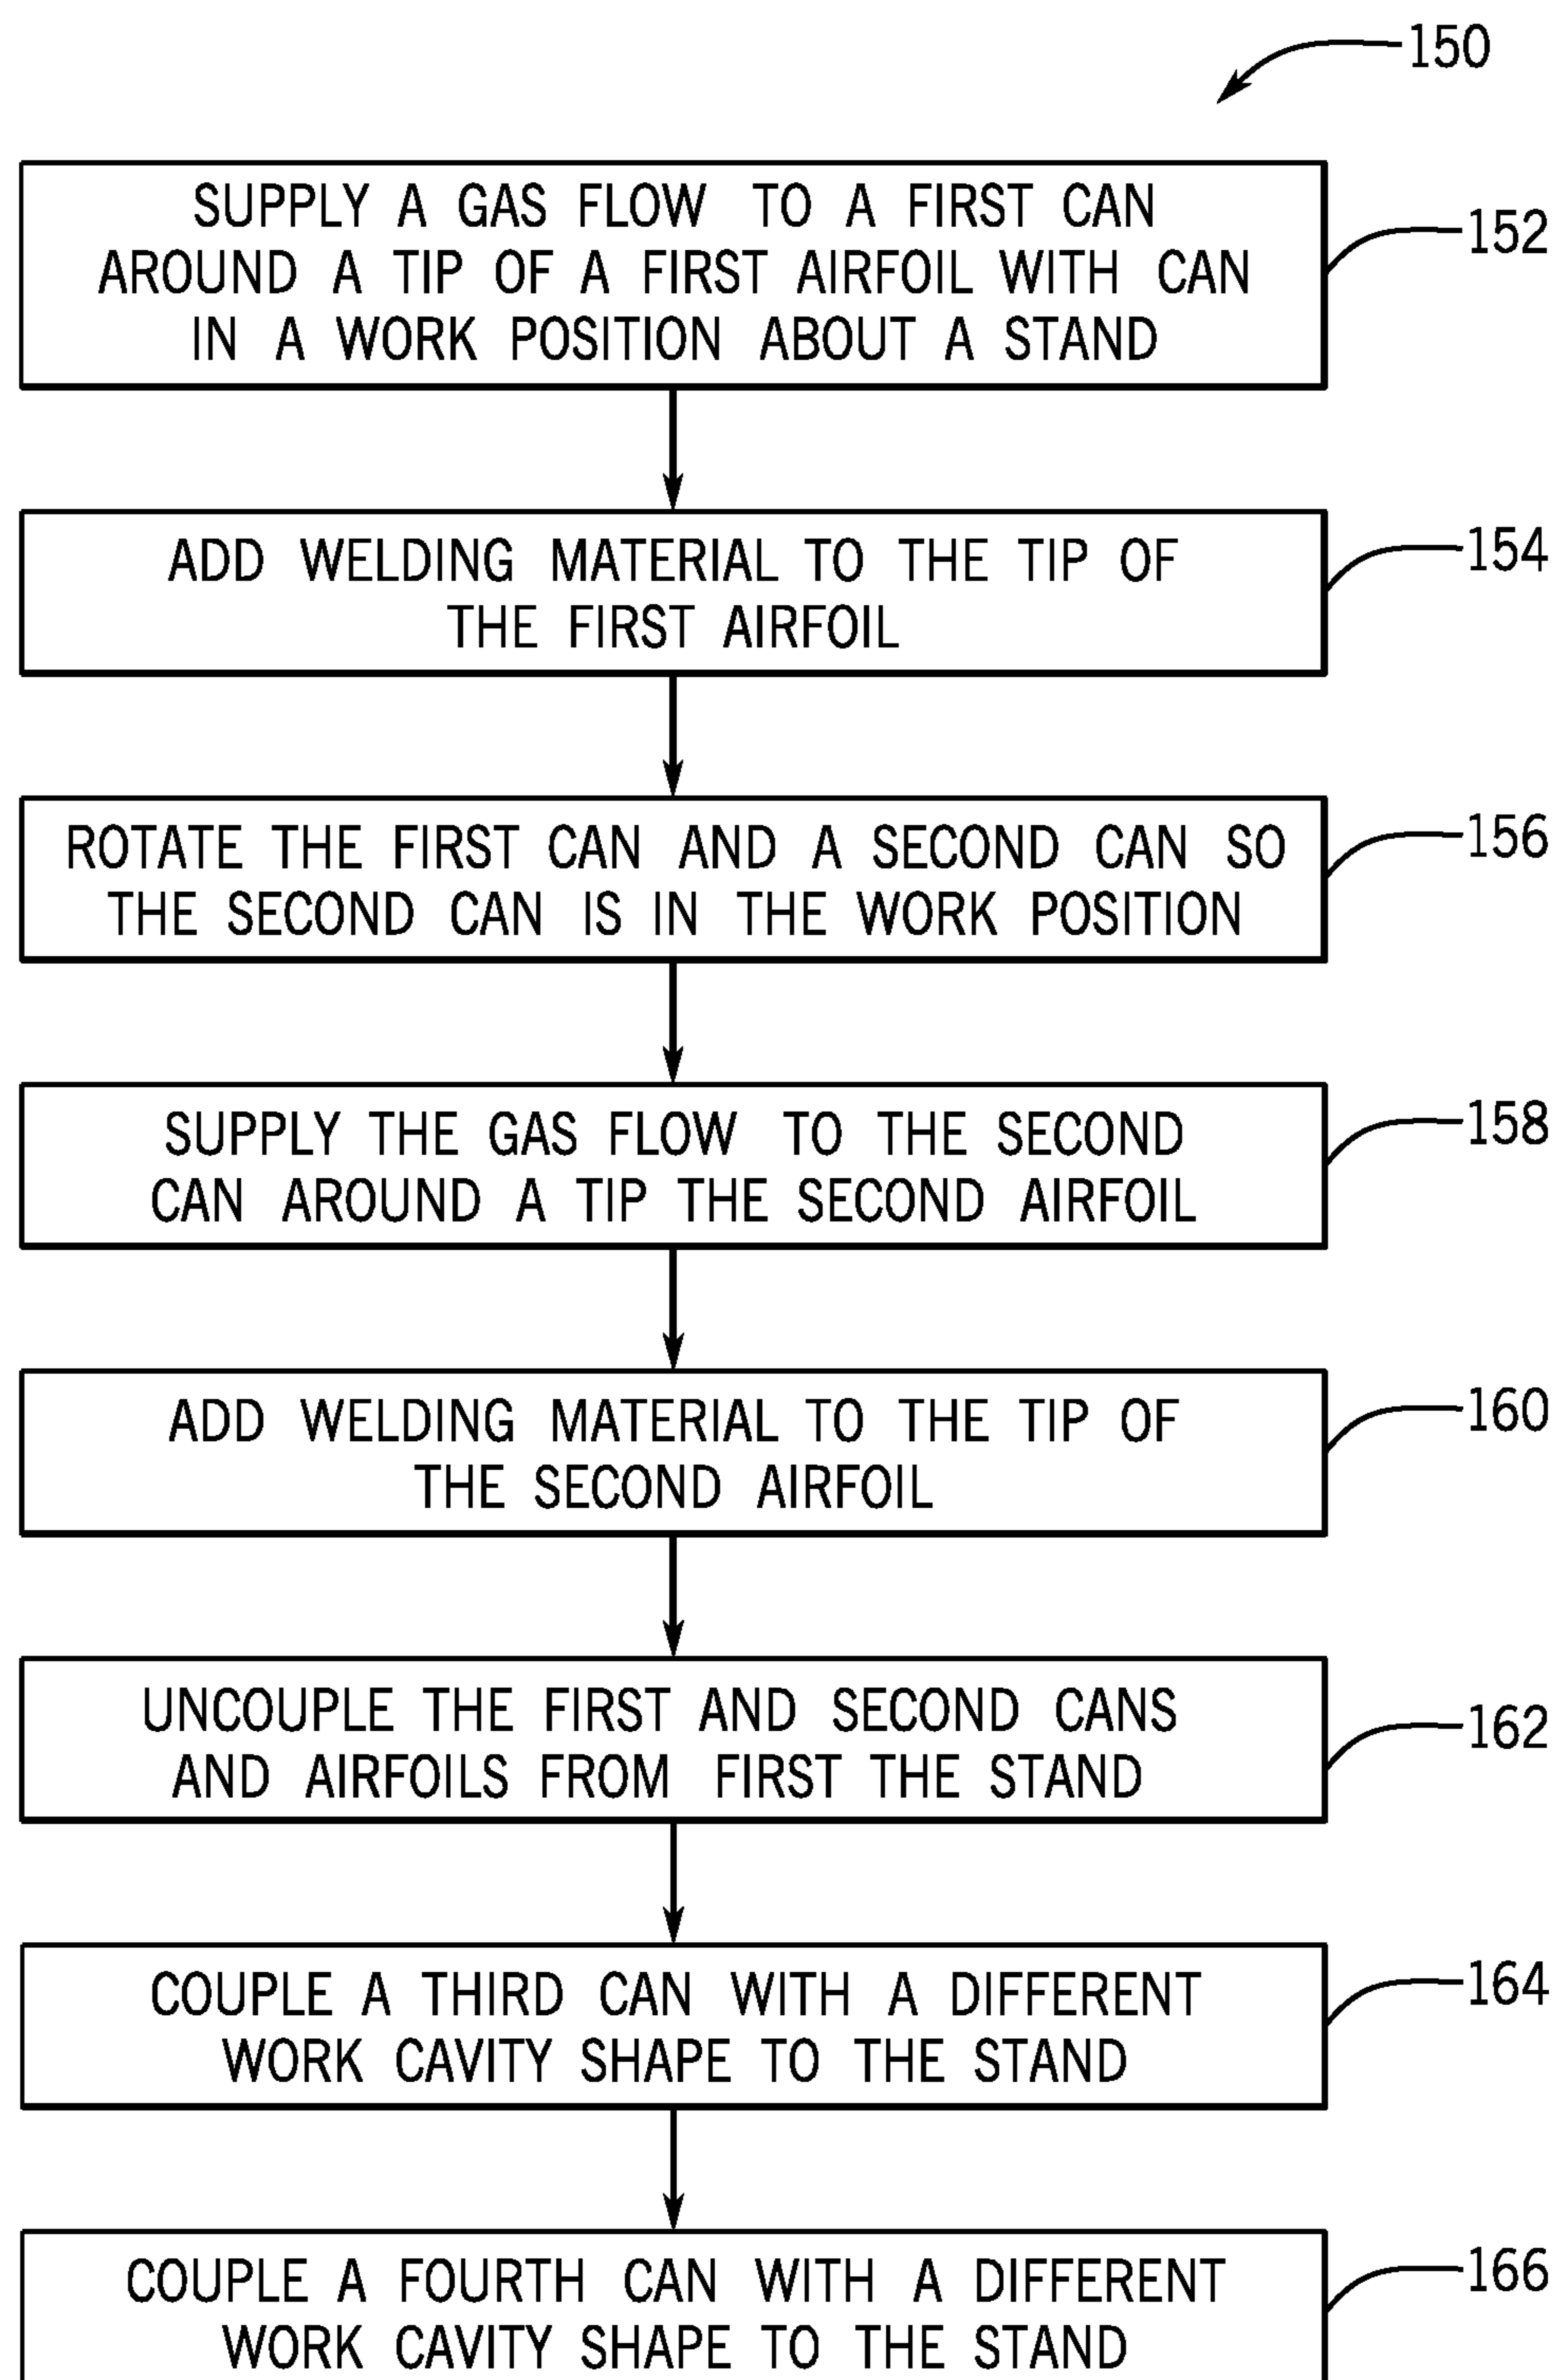 150
SUPPLY A GAS FLOW TO A FIRST CAN
AROUND A TIP OF A FIRST AIRFOIL WITH CAN
IN A WORK POSITION ABOUT A STAND
152
ADD WELDING MATERIAL TO THE TIP OF
THE FIRST AIRFOIL
154
ROTATE THE FIRST CAN AND A SECOND CAN SO
THE SECOND CAN IS IN THE WORK POSITION
156
SUPPLY THE GAS FLOW TO THE SECOND
CAN AROUND A TIP THE SECOND AIRFOIL
158
ADD WELDING MATERIAL TO THE TIP OF
THE SECOND AIRFOIL
160
UNCOUPLE THE FIRST AND SECOND CANS
AND AIRFOILS FROM FIRST THE STAND
162
COUPLE A THIRD CAN WITH A DIFFERENT
WORK CAVITY SHAPE TO THE STAND
164
COUPLE A FOURTH CAN WITH A DIFFERENT
WORK CAVITY SHAPE TO THE STAND
166